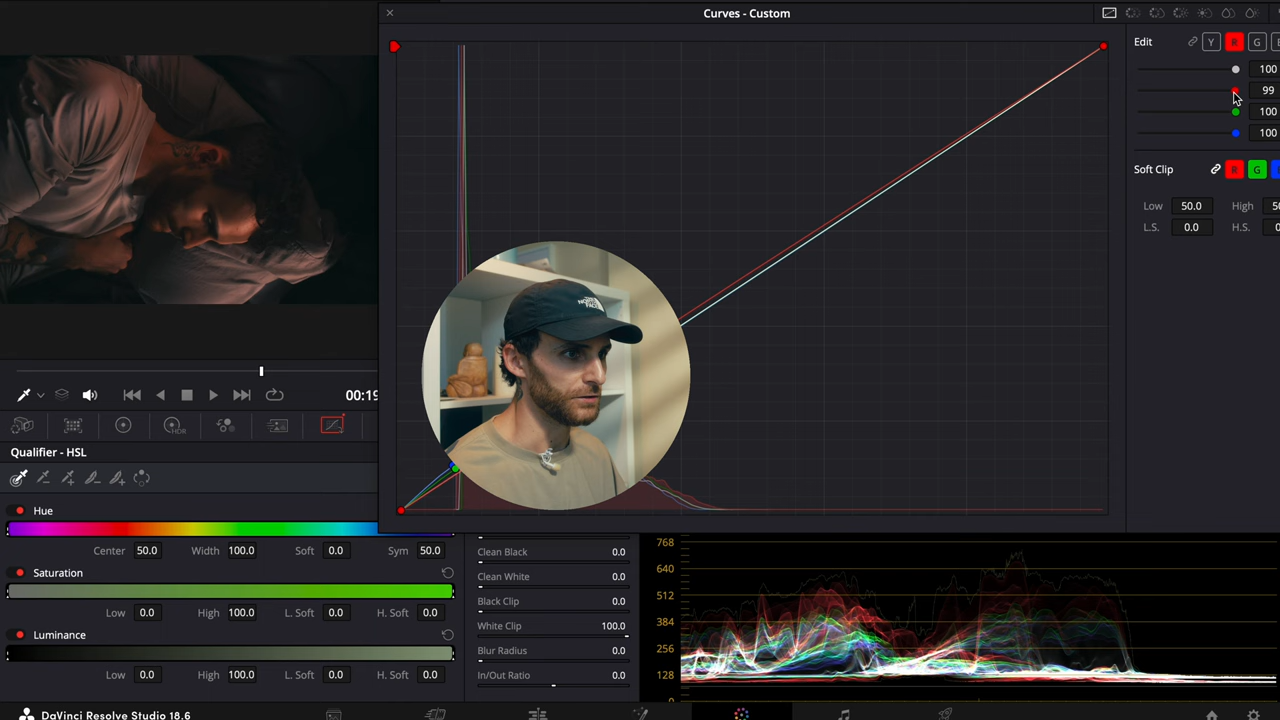 Curves - Custom
Edit
Y
R
G
100
99
100
100
Soft Clip
R
G
Low
50.0
High
L.S.
0.0
H.S.
THE NORTH FACE
00:19
HDR
Qualifier - HSL
Hue
Center 50.0 Width 100.0 Soft 0.0 Sym 50.0
Saturation
Low 0.0 High 100.0 L. Soft 0.0 H. Soft 0.0
Luminance
Low 0.0 High 100.0 L. Soft 0.0 H. Soft 0.0
Clean Black 0.0
Clean White 0.0
Black Clip 0.0
White Clip 100.0
Blur Radius 0.0
In/Out Ratio 0.0
768
640
512
384
256
128
DaVinci Resolve Studio 18.6